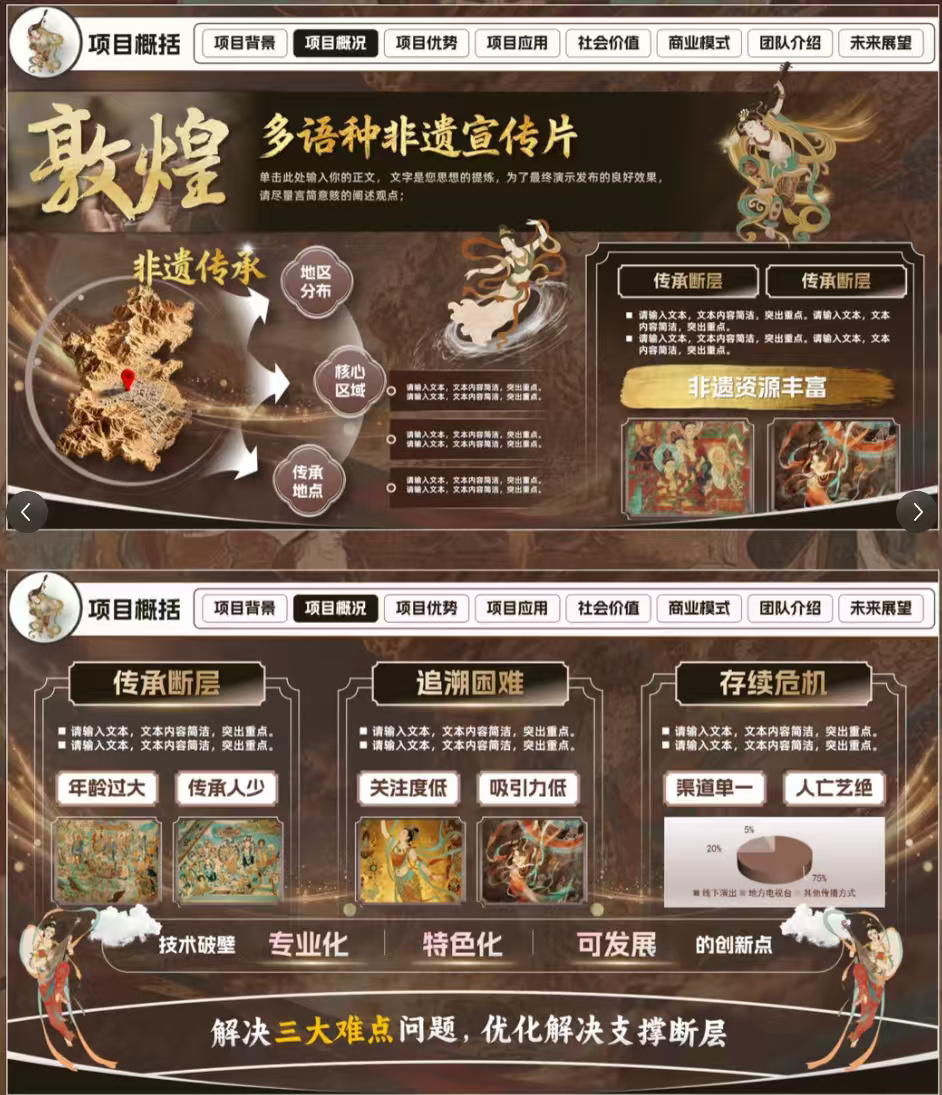 项目概括
项目背景
项目概况
项目优势
项目应用
社会价值
商业模式
团队介绍
未来展望
敦煌
多语种非遗宣传片
单击此处输入你的正文，文字是您思想的提炼，为了最终演示发布的良好效果，
请尽量言简意赅的阐述观点；
非遗传承
地区
分布
核心
区域
传承
地点
请输入文本，文本内容简洁，突出重点。
请输入文本，文本内容简洁，突出重点。
请输入文本，文本内容简洁，突出重点。
请输入文本，文本内容简洁，突出重点。
请输入文本，文本内容简洁，突出重点。
请输入文本，文本内容简洁，突出重点。
传承断层
传承断层
■ 请输入文本，文本内容简洁，突出重点。请输入文本，文本
内容简洁，突出重点。
■ 请输入文本，文本内容简洁，突出重点。请输入文本，文本
内容简洁，突出重点。
非遗资源丰富
项目概括
项目背景
项目概况
项目优势
项目应用
社会价值
商业模式
团队介绍
未来展望
传承断层
■ 请输入文本，文本内容简洁，突出重点。
■ 请输入文本，文本内容简洁，突出重点。
年龄过大
传承人少
追溯困难
■ 请输入文本，文本内容简洁，突出重点。
■ 请输入文本，文本内容简洁，突出重点。
关注度低
吸引力低
存续危机
■ 请输入文本，文本内容简洁，突出重点。
■ 请输入文本，文本内容简洁，突出重点。
渠道单一
人亡艺绝
5%
20%
75%
■ 线下演出 ■ 地方电视台 ■ 其他传播方式
技术破壁 专业化 特色化 可发展 的创新点
解决三大难点问题，优化解决支撑断层